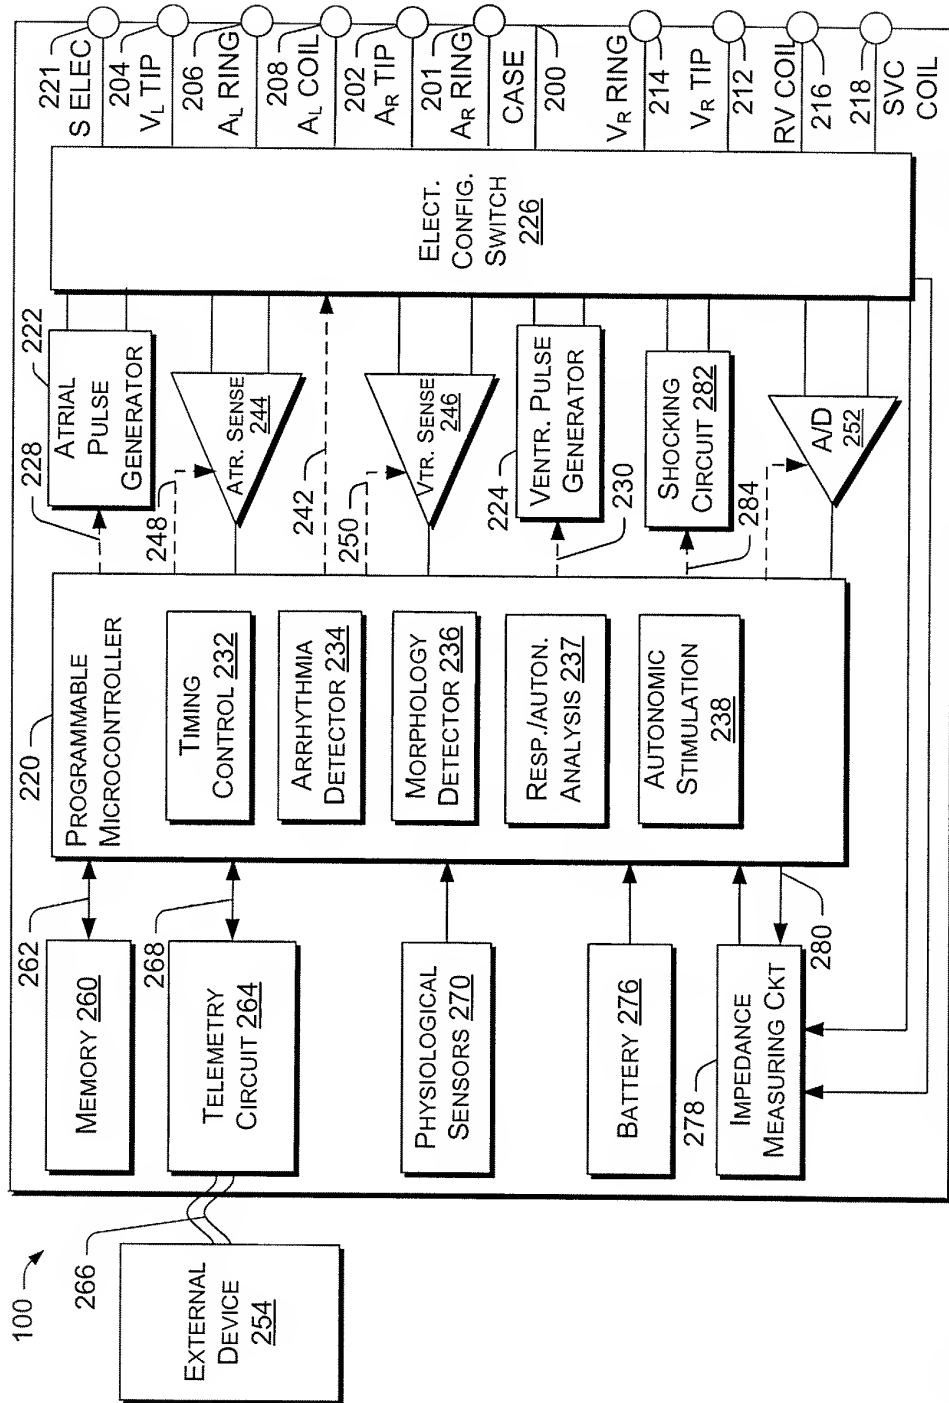 100
EXTERNAL
DEVICE
254
266
MEMORY 260
262
TELEMETRY
CIRCUIT 264
268
PHYSIOLOGICAL
SENSORS 270
BATTERY 276
278
IMPEDANCE
MEASURING CKT
280
220
PROGRAMMABLE
MICROCONTROLLER
TIMING
CONTROL 232
ARRHYTHMIA
DETECTOR 234
MORPHOLOGY
DETECTOR 236
RESP./AUTON.
ANALYSIS 237
AUTONOMIC
STIMULATION
238
228
222
ATRIAL
PULSE
GENERATOR
248
ATR. SENSE
244
242
250
VTR. SENSE
246
224
VENTR. PULSE
GENERATOR
230
SHOCKING
CIRCUIT 282
284
A/D
252
ELECT.
CONFIG.
SWITCH
226
221
S ELEC
204
VL TIP
206
AL RING
208
AL COIL
202
AR TIP
201
AR RING
CASE
200
VR RING
214
VR TIP
212
RV COIL
216
218
SVC
COIL